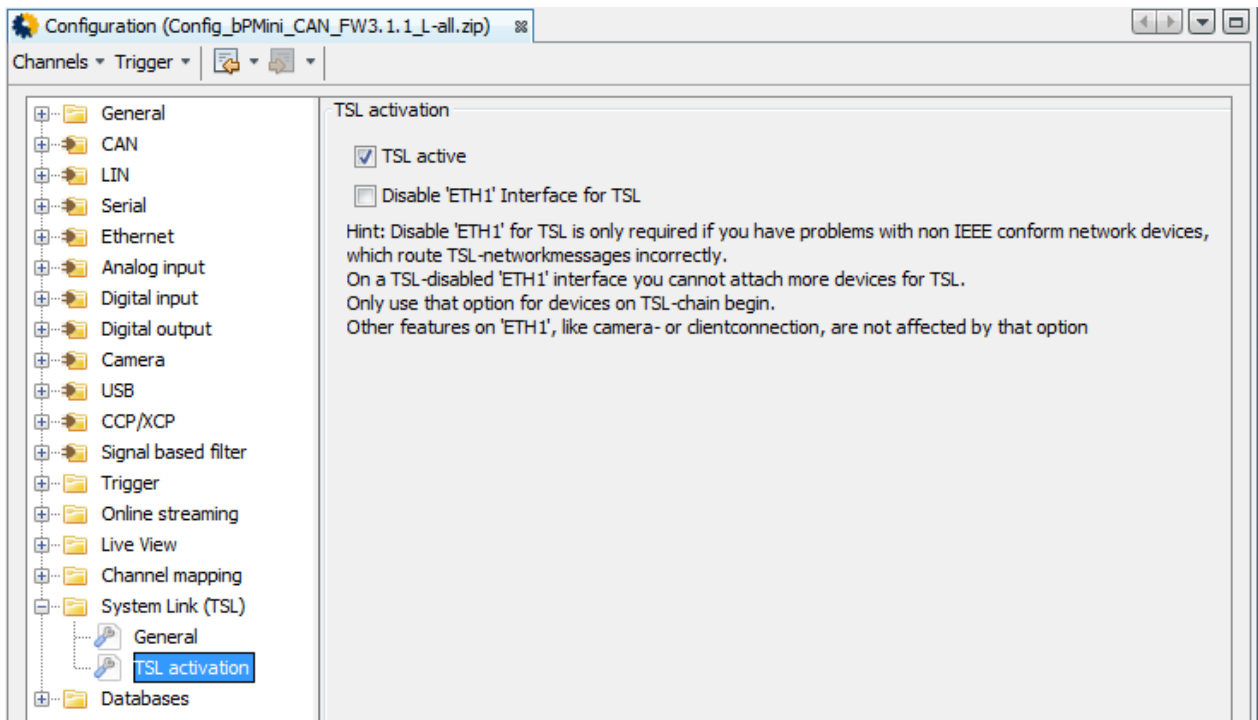 Configuration (Config_bPMini_CAN_FW3.1.1_L-all.zip)
Channels Trigger
General
CAN
LIN
Serial
Ethernet
Analog input
Digital input
Digital output
Camera
USB
CCP/XCP
Signal based filter
Trigger
Online streaming
Live View
Channel mapping
System Link (TSL)
General
TSL activation
Databases
TSL activation
TSL active
Disable 'ETH1' Interface for TSL
Hint: Disable 'ETH1' for TSL is only required if you have problems with non IEEE conform network devices,
which route TSL-networkmessages incorrectly.
On a TSL-disabled 'ETH1' interface you cannot attach more devices for TSL.
Only use that option for devices on TSL-chain begin.
Other features on 'ETH1', like camera- or clientconnection, are not affected by that option